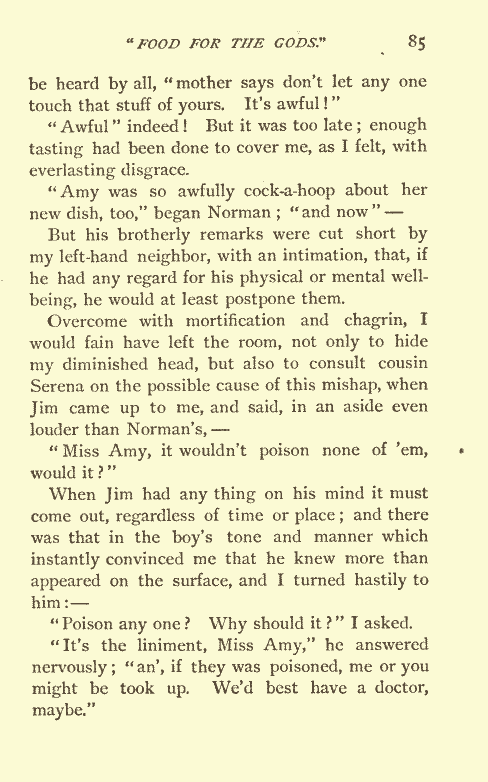 "FOOD FOR THE GODS." 85
be heard by all, "mother says don't let any one
touch that stuff of yours. It's awful!"
"Awful" indeed! But it was too late; enough
tasting had been done to cover me, as I felt, with
everlasting disgrace.
"Amy was so awfully cock-a-hoop about her
new dish, too," began Norman; "and now"—
But his brotherly remarks were cut short by
my left-hand neighbor, with an intimation, that, if
he had any regard for his physical or mental well-
being, he would at least postpone them.
Overcome with mortification and chagrin, I
would fain have left the room, not only to hide
my diminished head, but also to consult cousin
Serena on the possible cause of this mishap, when
Jim came up to me, and said, in an aside even
louder than Norman's,—
"Miss Amy, it wouldn't poison none of 'em,
would it?"
When Jim had any thing on his mind it must
come out, regardless of time or place; and there
was that in the boy's tone and manner which
instantly convinced me that he knew more than
appeared on the surface, and I turned hastily to
him:—
"Poison any one? Why should it?" I asked.
"It's the liniment, Miss Amy," he answered
nervously; "an', if they was poisoned, me or you
might be took up. We'd best have a doctor,
maybe."